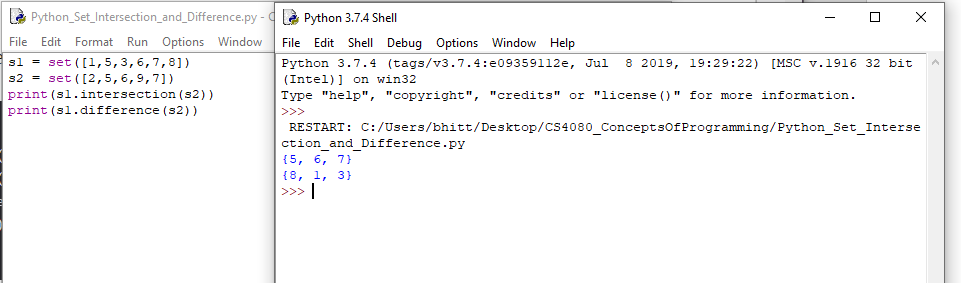 Python_Set_Intersection_and_Difference.py -
File Edit Format Run Options Window
s1 = set([1,5,3,6,7,8])
s2 = set([2,5,6,9,7])
print(s1.intersection(s2))
print(s1.difference(s2))
Python 3.7.4 Shell
File Edit Shell Debug Options Window Help
Python 3.7.4 (tags/v3.7.4:e09359112e, Jul  8 2019, 19:29:22) [MSC v.1916 32 bit
(Intel)] on win32
Type "help", "copyright", "credits" or "license()" for more information.
>>>
 RESTART: C:/Users/bhitt/Desktop/CS4080_ConceptsOfProgramming/Python_Set_Interse
ction_and_Difference.py
{5, 6, 7}
{8, 1, 3}
>>>